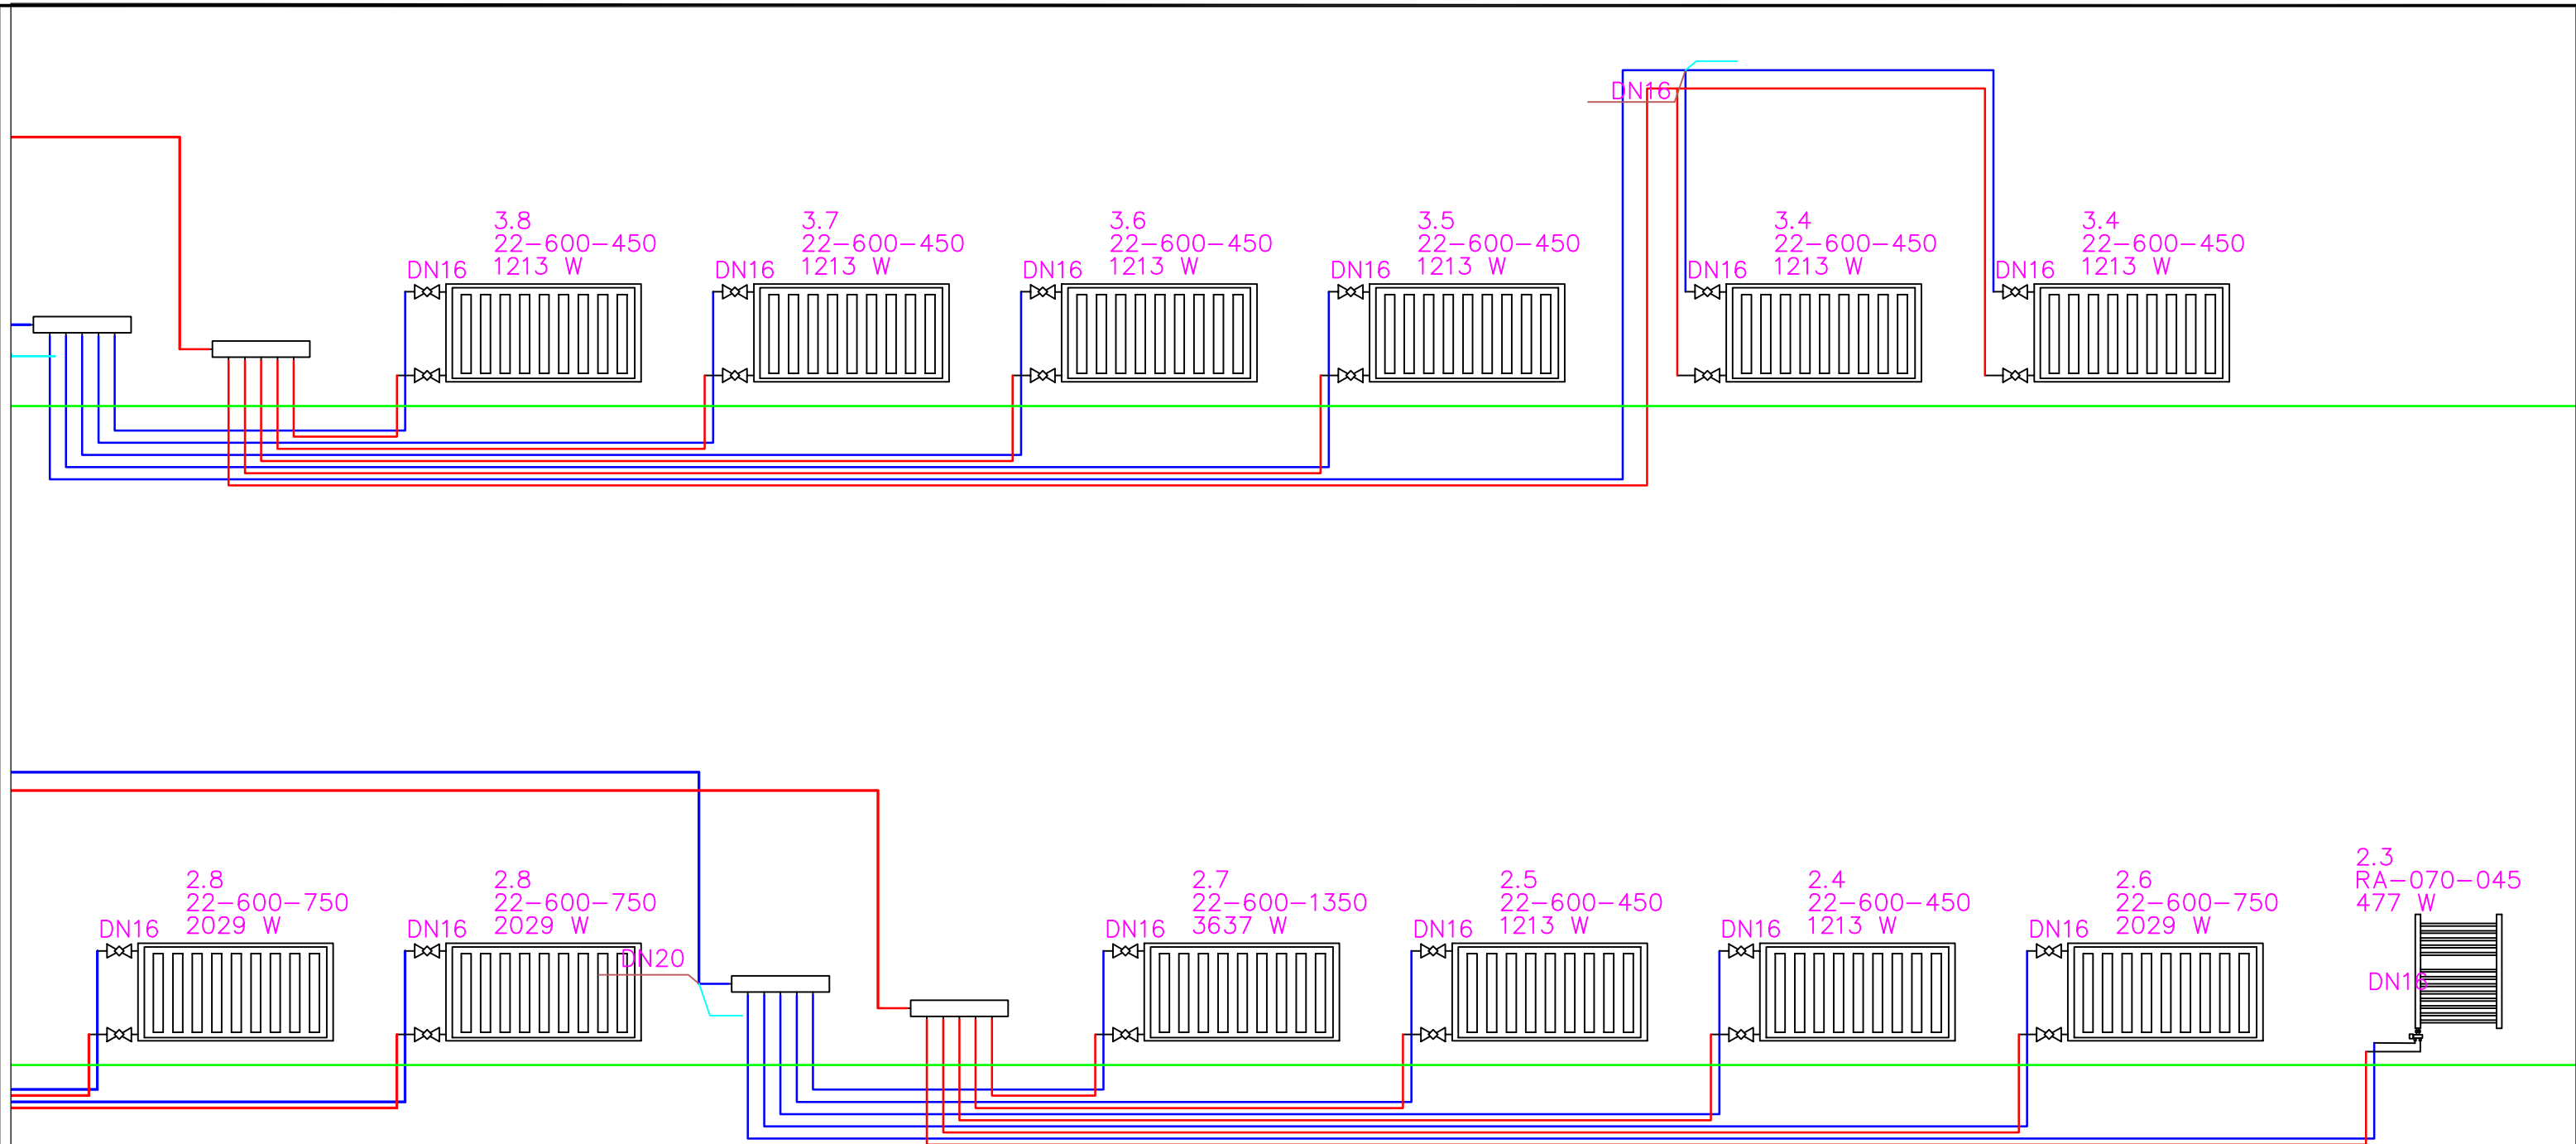 DN16
3.8
22-600-450
1213 W
DN16
3.7
22-600-450
1213 W
DN16
3.6
22-600-450
1213 W
DN16
3.5
22-600-450
1213 W
DN16
3.4
22-600-450
1213 W
DN16
3.4
22-600-450
1213 W
DN16
2.8
22-600-750
2029 W
DN16
2.8
22-600-750
2029 W
DN16
DN20
2.7
22-600-1350
3637 W
DN16
2.5
22-600-450
1213 W
DN16
2.4
22-600-450
1213 W
DN16
2.6
22-600-750
2029 W
DN16
2.3
RA-070-045
477 W
DN16